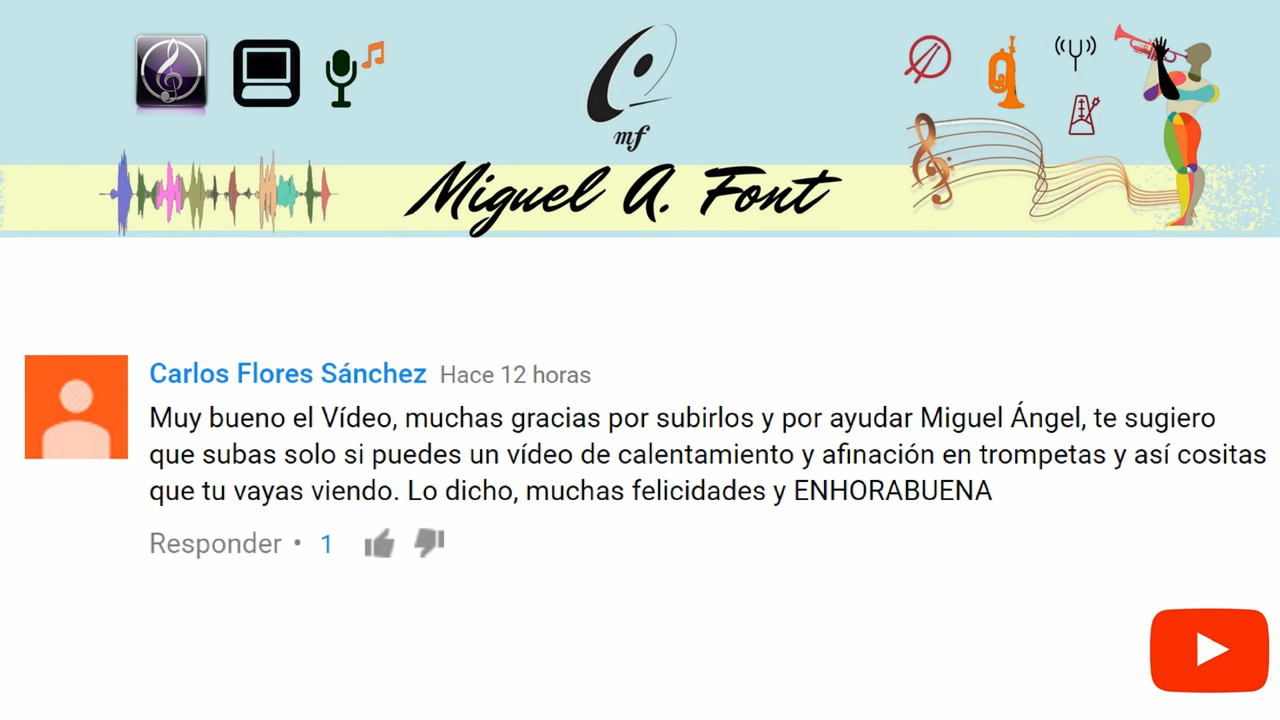 mf
Miguel A. Font
Carlos Flores Sánchez Hace 12 horas
Muy bueno el Vídeo, muchas gracias por subirlos y por ayudar Miguel Ángel, te sugiero
que subas solo si puedes un vídeo de calentamiento y afinación en trompetas y así cositas
que tu vayas viendo. Lo dicho, muchas felicidades y ENHORABUENA
Responder • 1